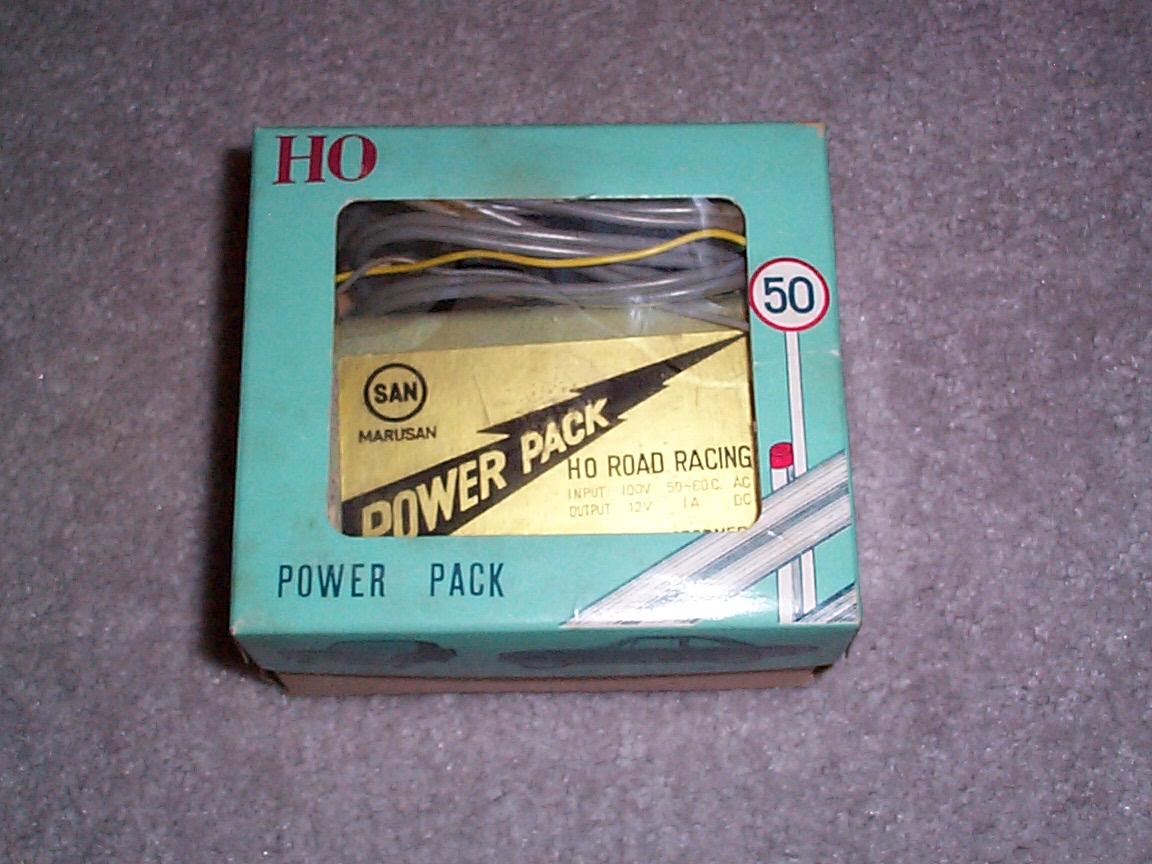 HO
50
SAN
MARUSAN
POWER PACK
HO ROAD RACING
INPUT 100V 50~60C. AC
OUTPUT 12V 1A DC
POWER PACK